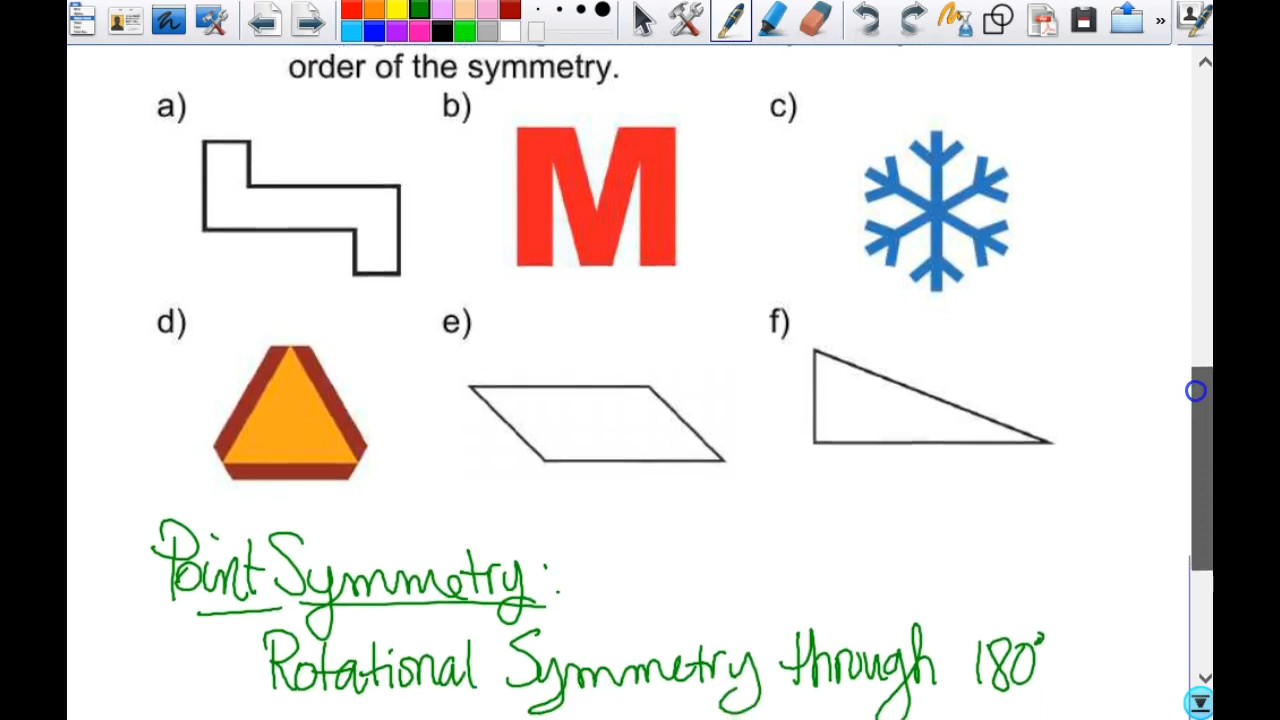 order of the symmetry.
a) b) c)
M
d) e) f)
Point Symmetry:
Rotational Symmetry through 180°